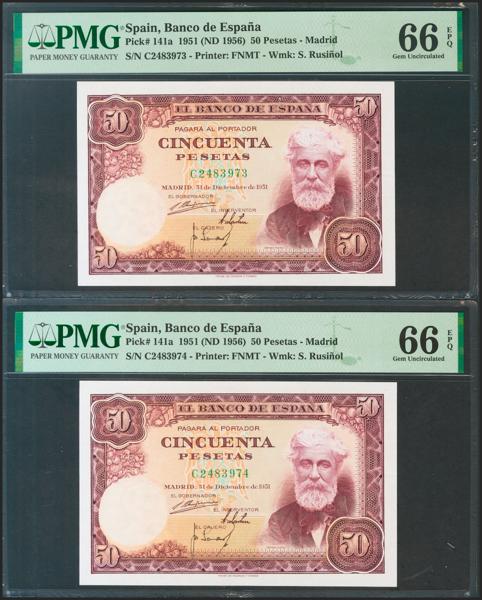 PMG
PAPER MONEY GUARANTY
Spain, Banco de España
Pick# 141a 1951 (ND 1956) 50 Pesetas - Madrid
S/N C2483973 - Printer: FNMT - Wmk: S. Rusiñol
66 EPQ
Gem Uncirculated
50 50
EL BANCO DE ESPAÑA
PAGARÁ AL PORTADOR
CINCUENTA
PESETAS
C2483973
MADRID, 31 de Diciembre de 1951
EL GOBERNADOR
EL INTERVENTOR
EL CAJERO
50 50
PMG
PAPER MONEY GUARANTY
Spain, Banco de España
Pick# 141a 1951 (ND 1956) 50 Pesetas - Madrid
S/N C2483974 - Printer: FNMT - Wmk: S. Rusiñol
66 EPQ
Gem Uncirculated
50 50
EL BANCO DE ESPAÑA
PAGARÁ AL PORTADOR
CINCUENTA
PESETAS
C2483974
MADRID, 31 de Diciembre de 1951
EL GOBERNADOR
EL INTERVENTOR
EL CAJERO
50 50